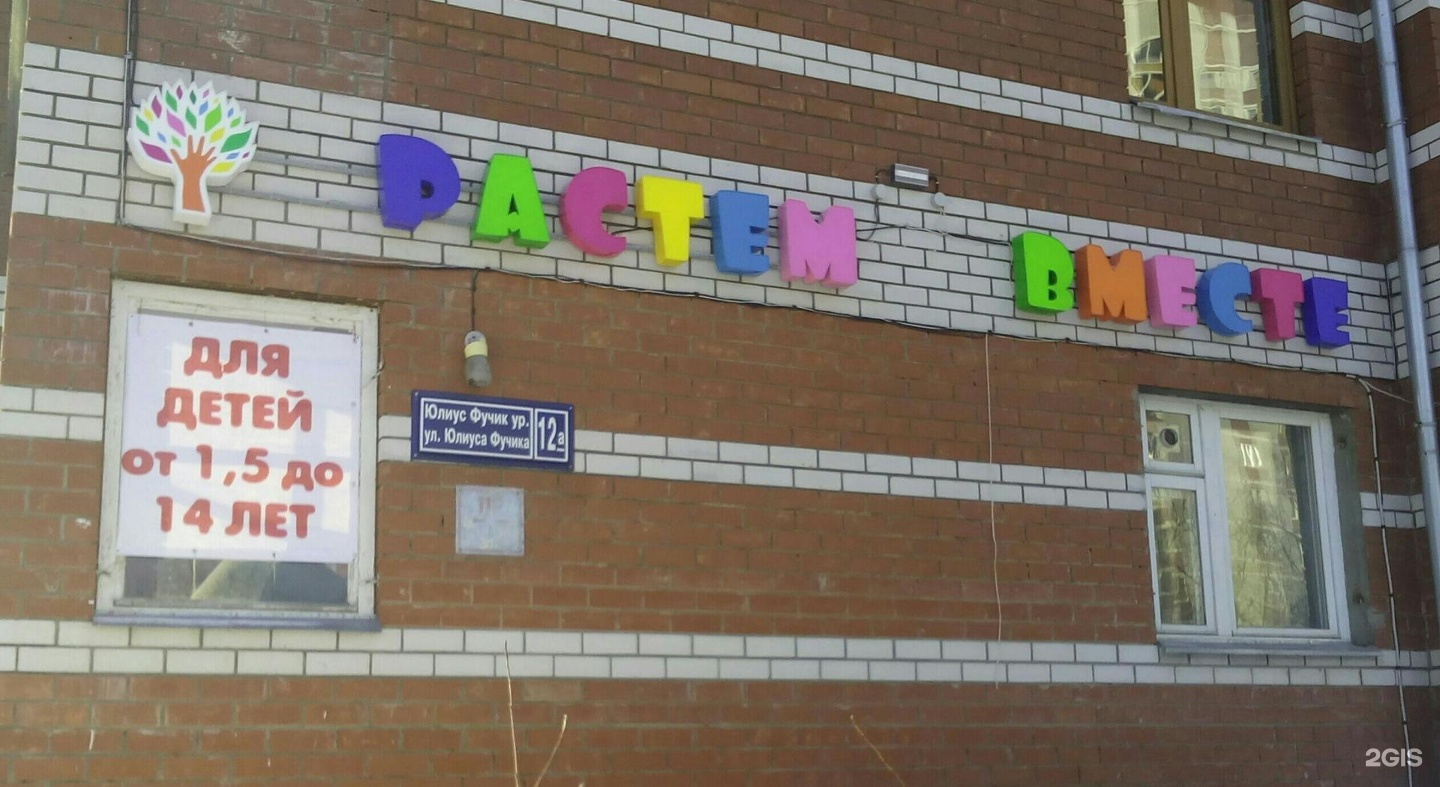 РАСТЕМ ВМЕСТЕ
ДЛЯ
ДЕТЕЙ
от 1,5 до
14 ЛЕТ
Юлиус Фучик ур.
ул. Юлиуса Фучика
12а
2GIS